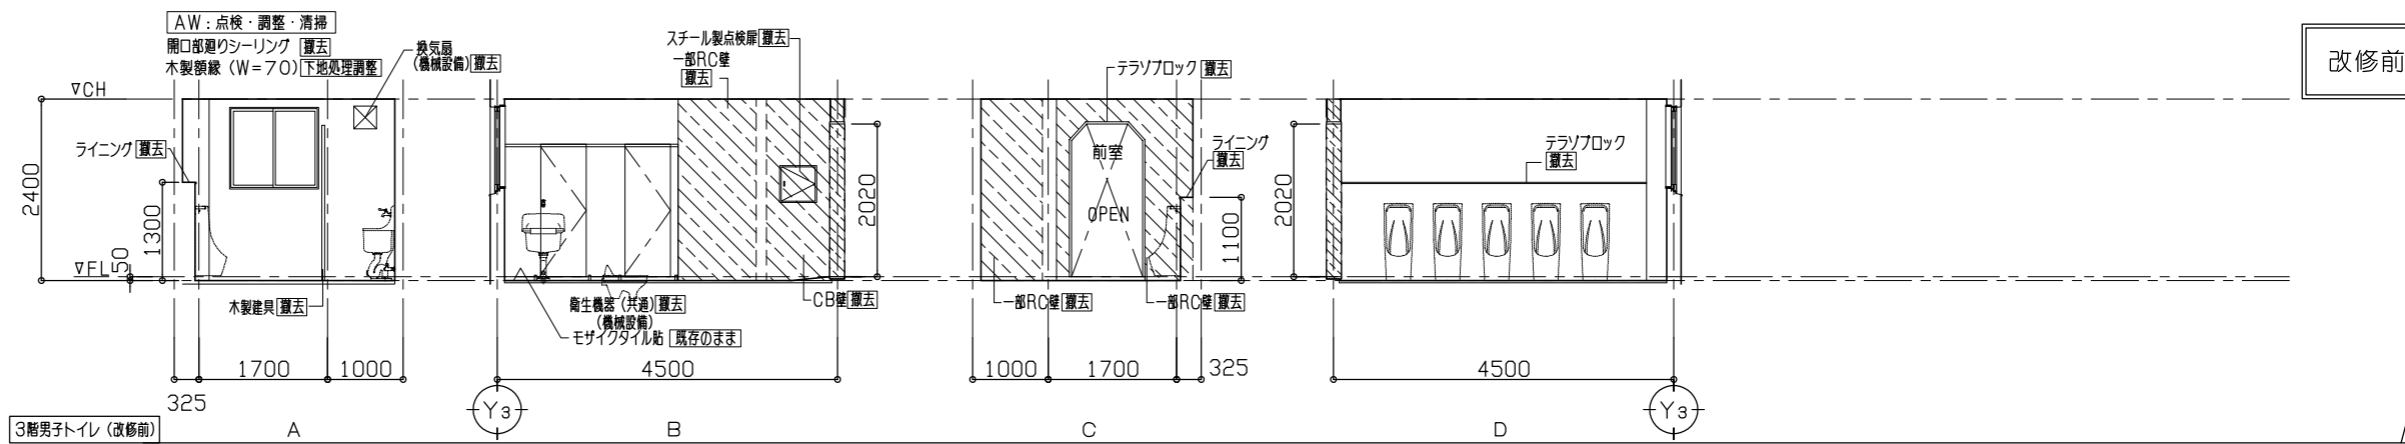 AW：点検・調整・清掃
開口部廻りシーリング 撤去
木製額縁（W=70）下地処理調整
換気扇
（機械設備）撤去
▽CH
ライニング 撤去
2400
1300
▽FL
50
木製建具 撤去
1700
1000
325
A
スチール製点検扉 撤去
一部RC壁
撤去
2020
衛生機器（共通）撤去
（機械設備）
モザイクタイル貼 既存のまま
CB壁 撤去
4500
Y3
B
テラゾブロック 撤去
前室
OPEN
ライニング
撤去
1100
一部RC壁 撤去
一部RC壁 撤去
1000
1700
325
C
2020
テラゾブロック
撤去
4500
Y3
D
改修前
3階男子トイレ（改修前）